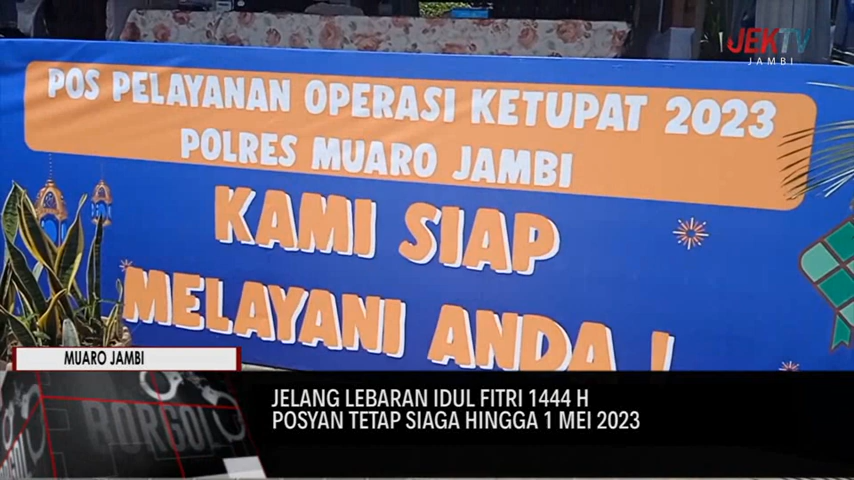 JEKTV
JAMBI
POS PELAYANAN OPERASI KETUPAT 2023
POLRES MUARO JAMBI
KAMI SIAP
MELAYANI ANDA !
MUARO JAMBI
BORGOL
JELANG LEBARAN IDUL FITRI 1444 H
POSYAN TETAP SIAGA HINGGA 1 MEI 2023